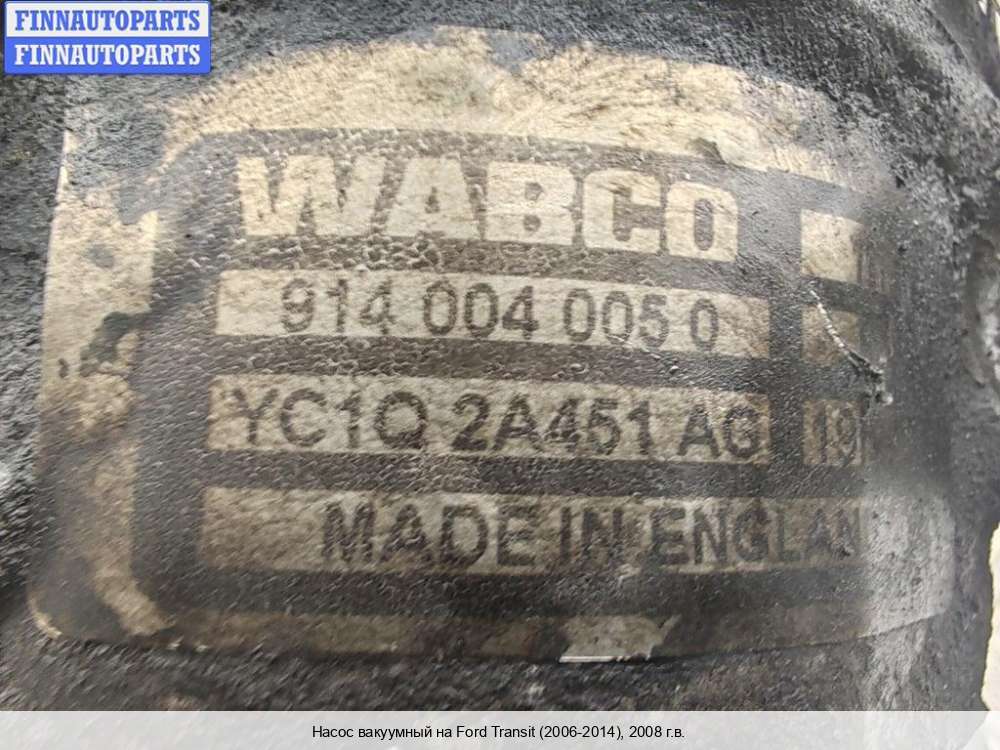 FINNAUTOPARTS
FINNAUTOPARTS
WABCO
914 004 005 0
YC1Q 2A451 AG 19
MADE IN ENGLAN
Насос вакуумный на Ford Transit (2006-2014), 2008 г.в.